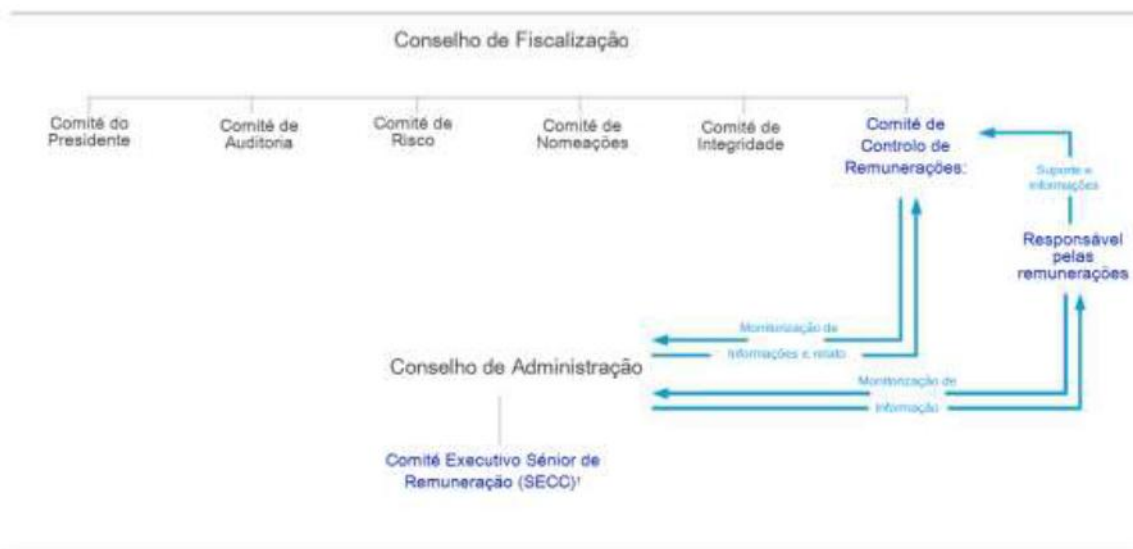 Conselho de Fiscalização
Comité do
Presidente
Comité de
Auditoria
Comité de
Risco
Comité de
Nomeações
Comité de
Integridade
Comité de
Controlo de
Remunerações:
Suporte e
informações
Responsável
pelas
remunerações
Monitorização de
Informações e relato
Conselho de Administração
Monitorização de
Informação
Comité Executivo Sénior de
Remuneração (SECC)¹